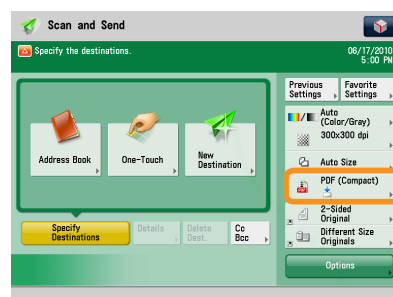 Scan and Send
Specify the destinations.
06/17/2010
5:00 PM
Previous Settings
Favorite Settings
Auto (Color/Gray)
300x300 dpi
Address Book
One-Touch
New Destination
Auto Size
PDF (Compact)
2-Sided Original
Different Size Originals
Specify Destinations
Details
Delete Dest.
Cc Bcc
Options